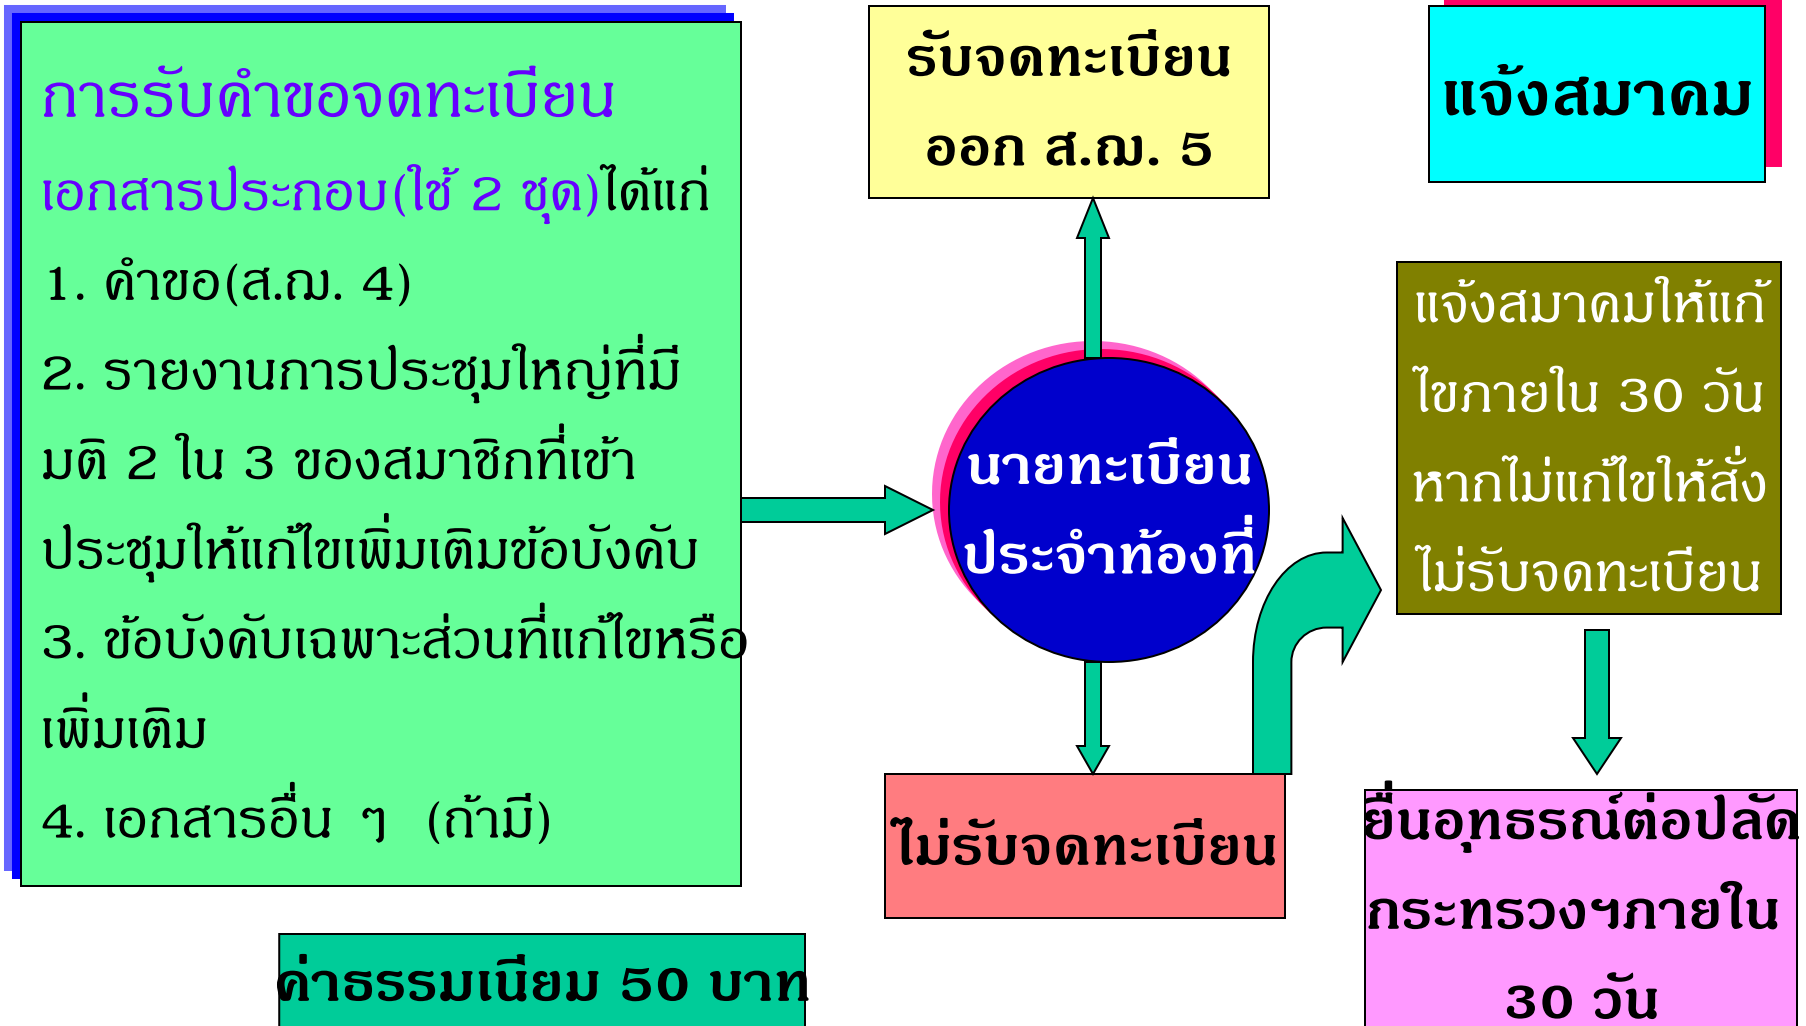 การรับคำขอจดทะเบียน
เอกสารประกอบ(ใช้ 2 ชุด)ได้แก่
1. คำขอ(ส.ฌ. 4)
2. รายงานการประชุมใหญ่ที่มี
มติ 2 ใน 3 ของสมาชิกที่เข้า
ประชุมให้แก้ไขเพิ่มเติมข้อบังคับ
3. ข้อบังคับเฉพาะส่วนที่แก้ไขหรือ
เพิ่มเติม
4. เอกสารอื่น ๆ (ถ้ามี)
ค่าธรรมเนียม 50 บาท
รับจดทะเบียน
ออก ส.ฌ. 5
นายทะเบียน
ประจำท้องที่
ไม่รับจดทะเบียน
แจ้งสมาคม
แจ้งสมาคมให้แก้
ไขภายใน 30 วัน
หากไม่แก้ไขให้สั่ง
ไม่รับจดทะเบียน
ยื่นอุทธรณ์ต่อปลัด
กระทรวงฯภายใน
30 วัน